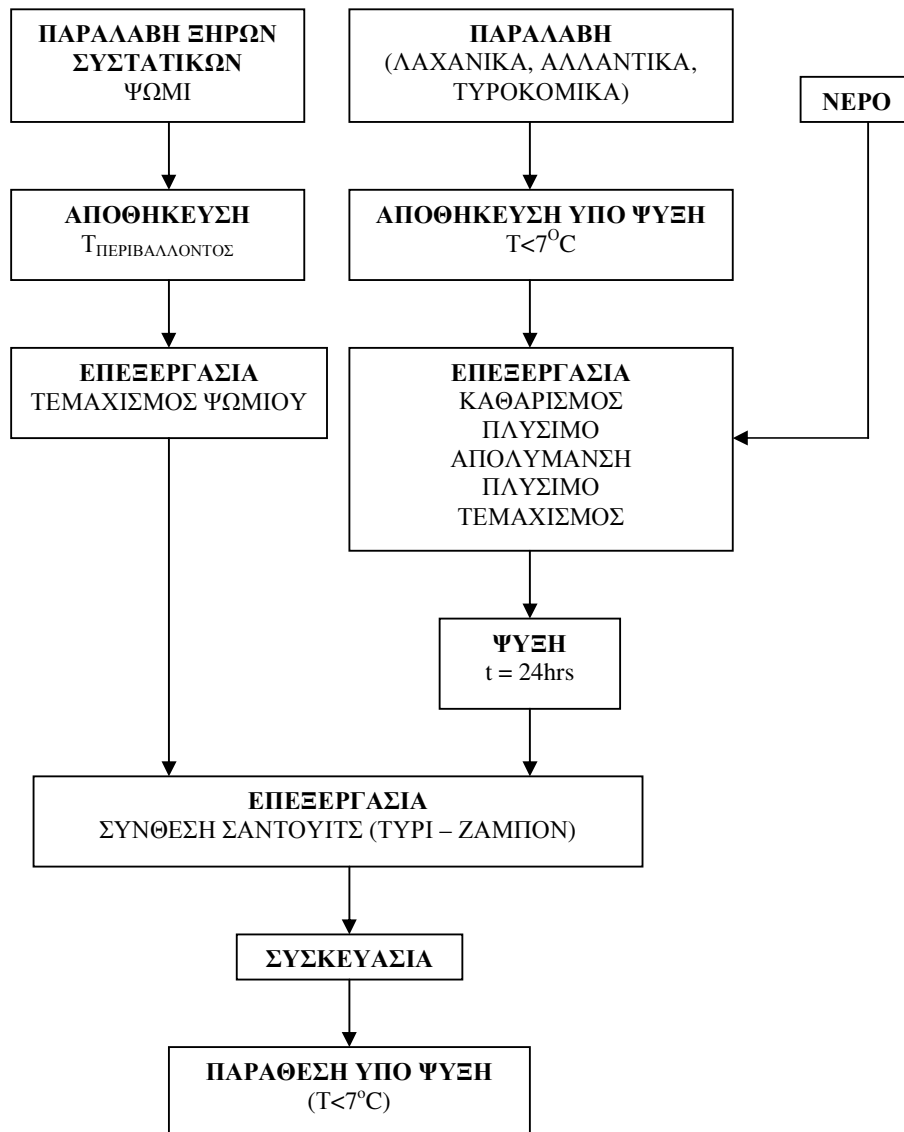 ΠΑΡΑΛΑΒΗ ΞΗΡΩΝ
ΣΥΣΤΑΤΙΚΩΝ
ΨΩΜΙ
ΠΑΡΑΛΑΒΗ
(ΛΑΧΑΝΙΚΑ, ΑΛΛΑΝΤΙΚΑ,
ΤΥΡΟΚΟΜΙΚΑ)
ΝΕΡΟ
ΑΠΟΘΗΚΕΥΣΗ
ΤΠΕΡΙΒΑΛΛΟΝΤΟΣ
ΑΠΟΘΗΚΕΥΣΗ ΥΠΟ ΨΥΞΗ
T<7OC
ΕΠΕΞΕΡΓΑΣΙΑ
ΤΕΜΑΧΙΣΜΟΣ ΨΩΜΙΟΥ
ΕΠΕΞΕΡΓΑΣΙΑ
ΚΑΘΑΡΙΣΜΟΣ
ΠΛΥΣΙΜΟ
ΑΠΟΛΥΜΑΝΣΗ
ΠΛΥΣΙΜΟ
ΤΕΜΑΧΙΣΜΟΣ
ΨΥΞΗ
t = 24hrs
ΕΠΕΞΕΡΓΑΣΙΑ
ΣΥΝΘΕΣΗ ΣΑΝΤΟΥΙΤΣ (ΤΥΡΙ – ΖΑΜΠΟΝ)
ΣΥΣΚΕΥΑΣΙΑ
ΠΑΡΑΘΕΣΗ ΥΠΟ ΨΥΞΗ
(T<7oC)